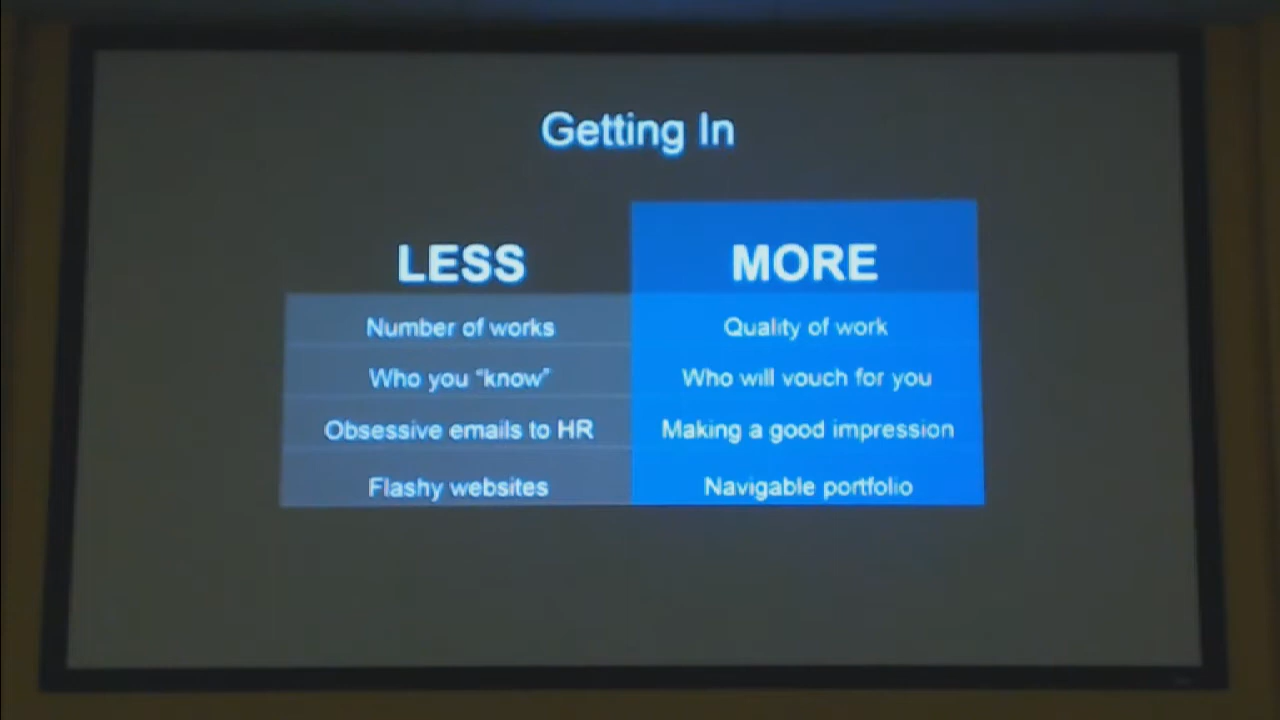 Getting In
LESS
MORE
Number of works
Quality of work
Who you “know”
Who will vouch for you
Obsessive emails to HR
Making a good impression
Flashy websites
Navigable portfolio